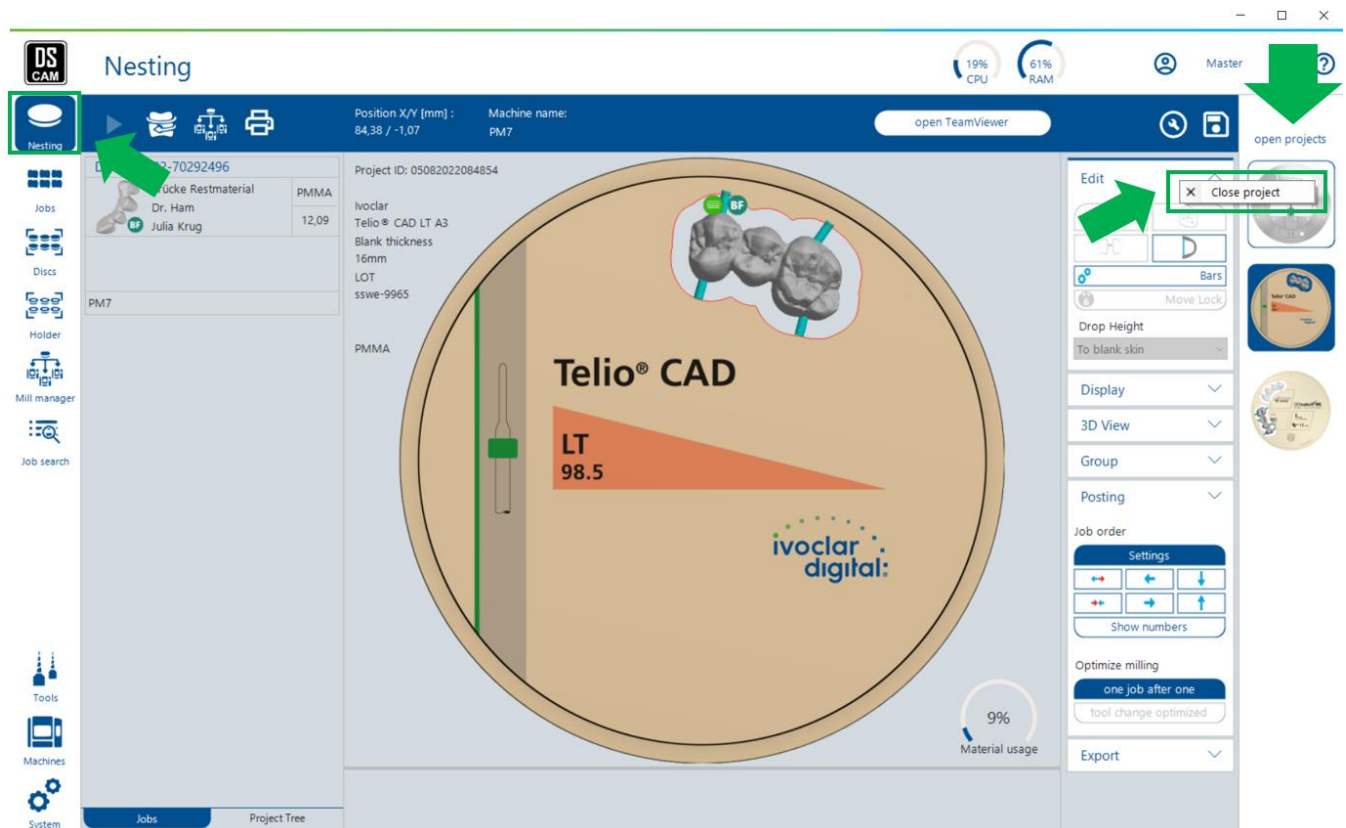 DS
CAM
Nesting
19%
CPU
61%
RAM
Master
?
Nesting
Position X/Y [mm] :
84,38 / -1,07
Machine name:
PM7
open TeamViewer
open projects
Jobs
Discs
Holder
Mill manager
Job search
Tools
Machines
System
2-70292496
rücke Restmaterial
Dr. Ham
BF
Julia Krug
PMMA
12,09
PM7
Project ID: 05082022084854
Ivoclar
Telio® CAD LT A3
Blank thickness
16mm
LOT
sswe-9965
PMMA
BF
Telio® CAD
LT
98.5
ivoclar
digital:
9%
Material usage
Edit
X Close project
Bars
Move Lock
Drop Height
To blank skin
Display
3D View
Group
Posting
Job order
Settings
Show numbers
Optimize milling
one job after one
tool change optimized
Export
Telio® CAD
Jobs
Project Tree